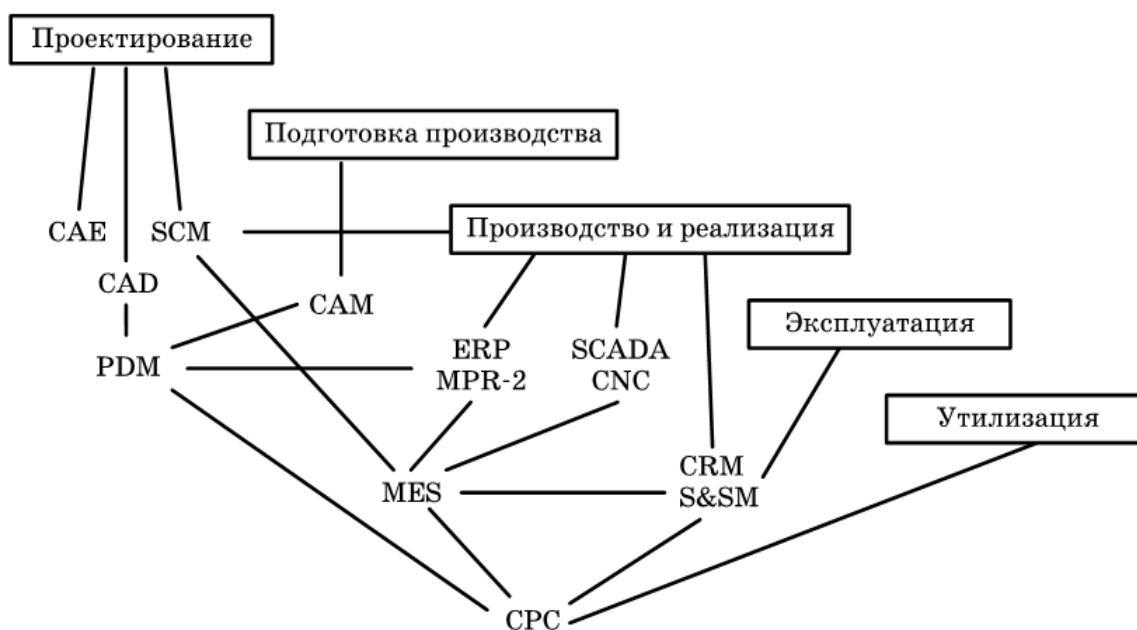 Проектирование
Подготовка производства
CAE
SCM
Производство и реализация
CAD
CAM
Эксплуатация
PDM
ERP
MPR-2
SCADA
CNC
Утилизация
MES
CRM
S&SM
CPC